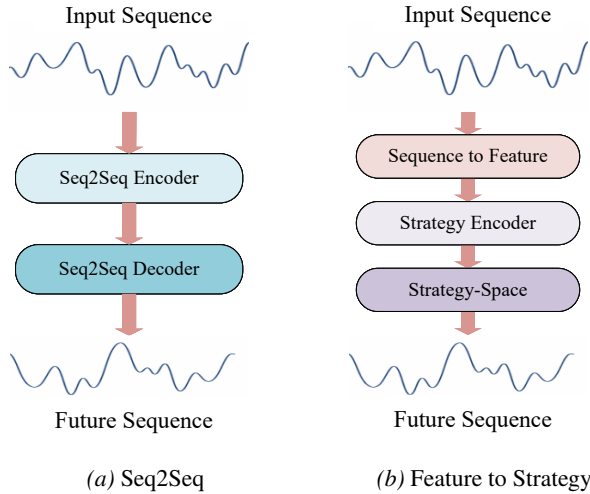 Input Sequence
Seq2Seq Encoder
Seq2Seq Decoder
Future Sequence
(a) Seq2Seq
Input Sequence
Sequence to Feature
Strategy Encoder
Strategy-Space
Future Sequence
(b) Feature to Strategy